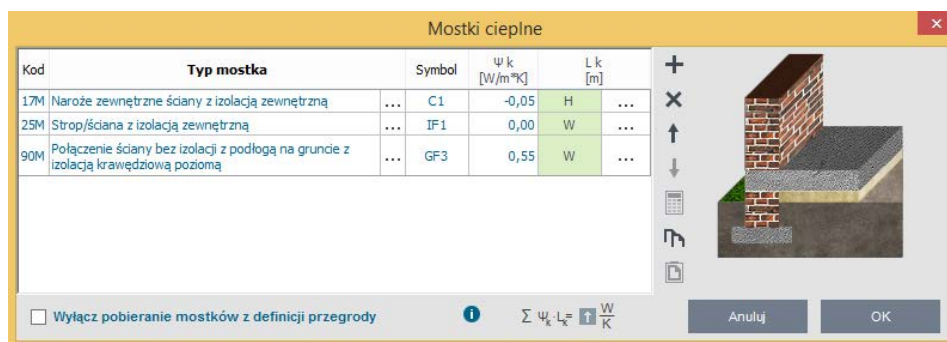 Mostki cieplne
Kod Typ mostka Symbol Ψ k [W/m*K] L k [m]
17M Naroże zewnętrzne ściany z izolacją zewnętrzną ... C1 -0,05 H ...
25M Strop/ściana z izolacją zewnętrzną ... IF1 0,00 W ...
90M Połączenie ściany bez izolacji z podłogą na gruncie z
izolacją krawędziową poziomą ... GF3 0,55 W ...
Wyłącz pobieranie mostków z definicji przegrody
Σ Ψk·Lk= W/K
Anuluj OK